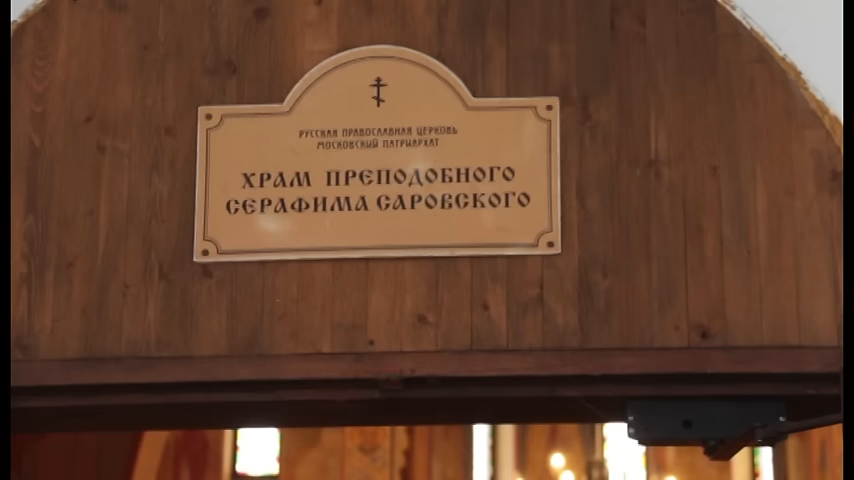 РУССКАЯ ПРАВОСЛАВНАЯ ЦЕРКОВЬ
МОСКОВСКИЙ ПАТРИАРХАТ
ХРАМ ПРЕПОДОБНОГО
СЕРАФИМА САРОВСКОГО